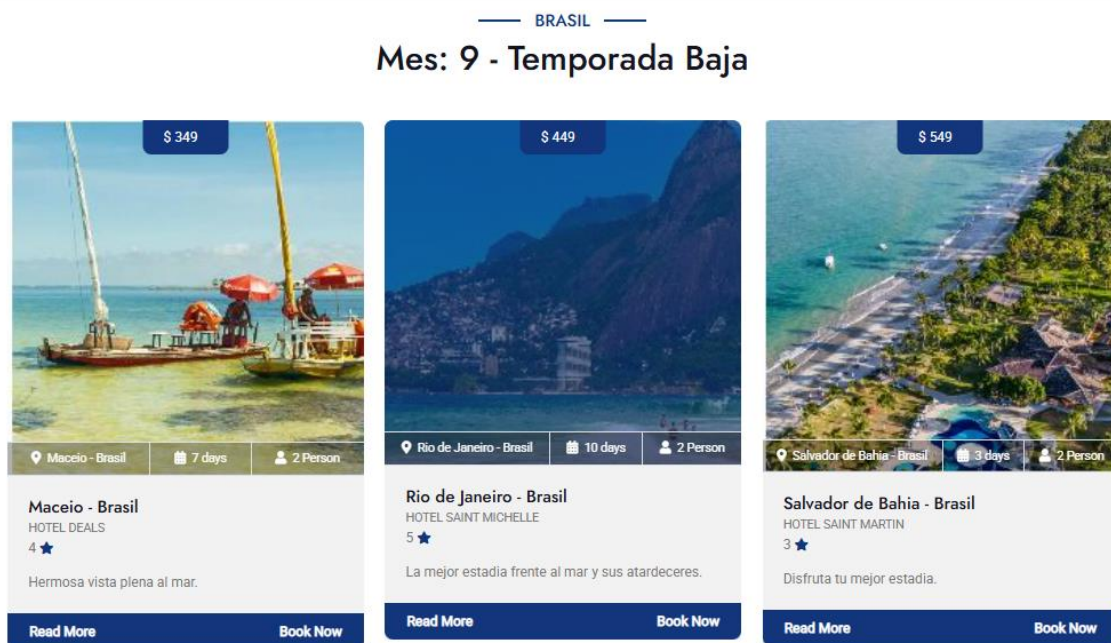 BRASIL
Mes: 9 - Temporada Baja
$ 349
Maceio - Brasil 7 days 2 Person
Maceio - Brasil
HOTEL DEALS
4
Hermosa vista plena al mar.
Read More Book Now
$ 449
Rio de Janeiro - Brasil 10 days 2 Person
Rio de Janeiro - Brasil
HOTEL SAINT MICHELLE
5
La mejor estadia frente al mar y sus atardeceres.
Read More Book Now
$ 549
Salvador de Bahia - Brasil 3 days 2 Person
Salvador de Bahia - Brasil
HOTEL SAINT MARTIN
3
Disfruta tu mejor estadia.
Read More Book Now